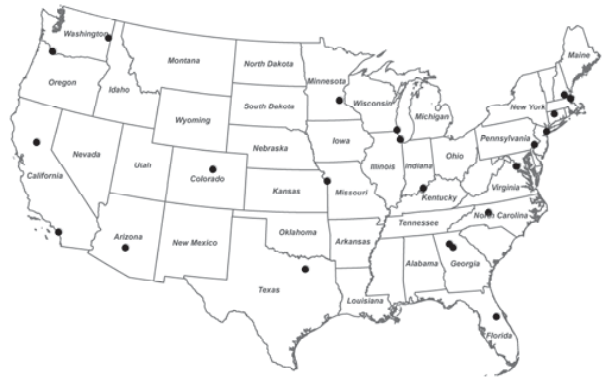 Washington
Maine
Montana
North Dakota
Minnesota
Oregon
Idaho
Wisconsin
South Dakota
New York
Michigan
Wyoming
Pennsylvania
Iowa
Nebraska
Ohio
Nevada
Utah
Illinois
Indiana
Colorado
California
Kansas
Missouri
Virginia
Kentucky
North Carolina
Tennessee
Arizona
New Mexico
Oklahoma
Arkansas
Alabama
Georgia
Texas
Louisiana
Florida